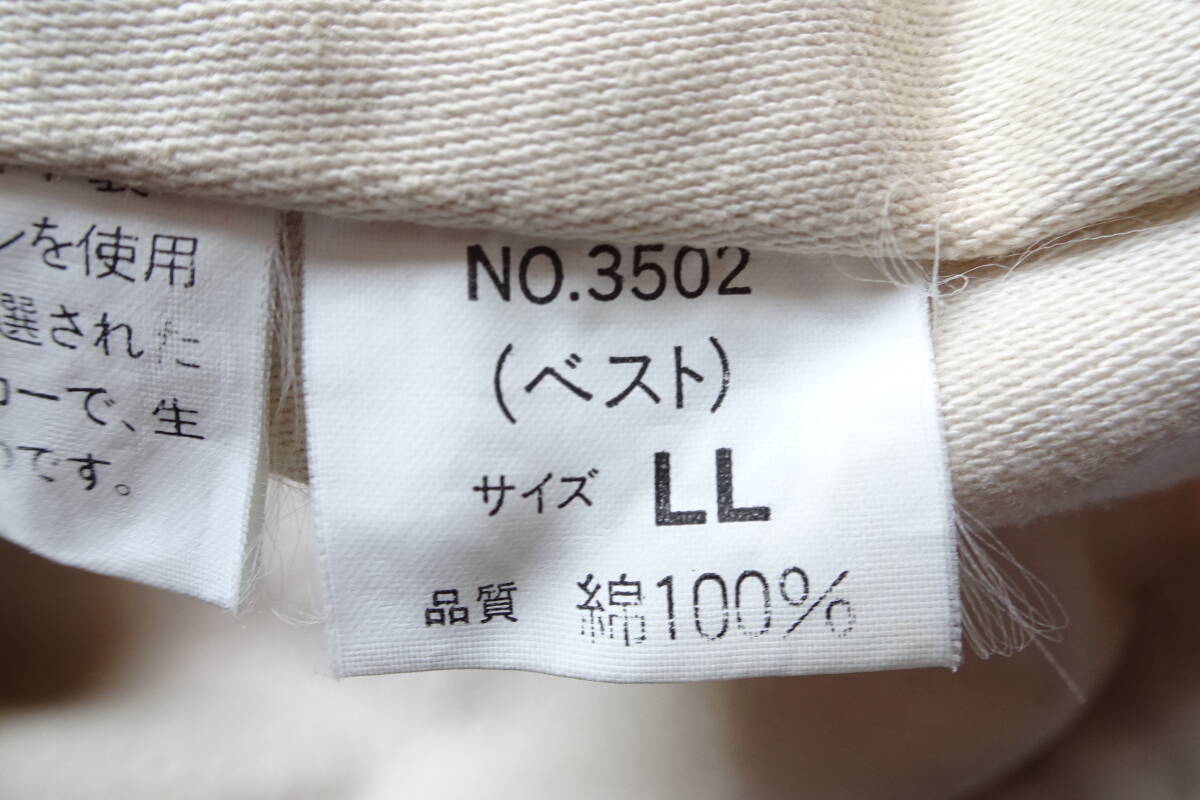 ンを使用
選された
ローで、生
です。
NO.3502
(ベスト)
サイズ LL
品質 綿100%